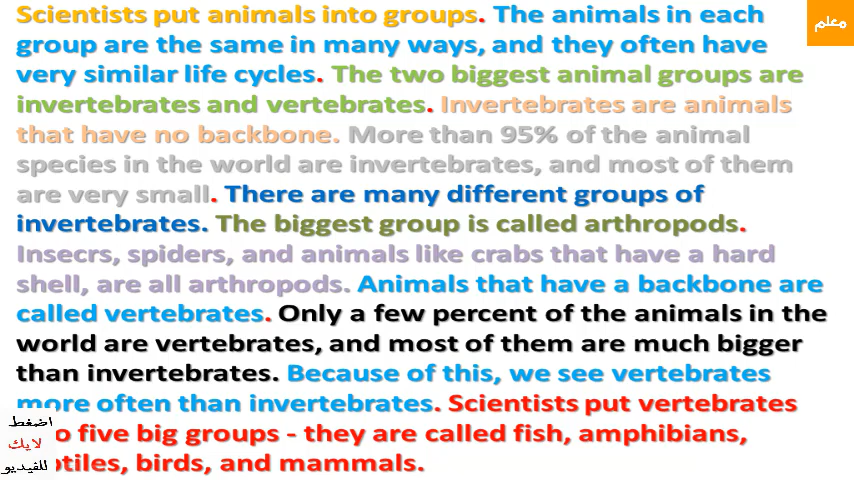 Scientists put animals into groups. The animals in each
معلم
group are the same in many ways, and they often have
very similar life cycles. The two biggest animal groups are
invertebrates and vertebrates. Invertebrates are animals
that have no backbone. More than 95% of the animal
species in the world are invertebrates, and most of them
are very small. There are many different groups of
invertebrates. The biggest group is called arthropods.
Insecrs, spiders, and animals like crabs that have a hard
shell, are all arthropods. Animals that have a backbone are
called vertebrates. Only a few percent of the animals in the
world are vertebrates, and most of them are much bigger
than invertebrates. Because of this, we see vertebrates
more often than invertebrates. Scientists put vertebrates
o five big groups - they are called fish, amphibians,
tiles, birds, and mammals.
اضغط
لايك
للفيديو